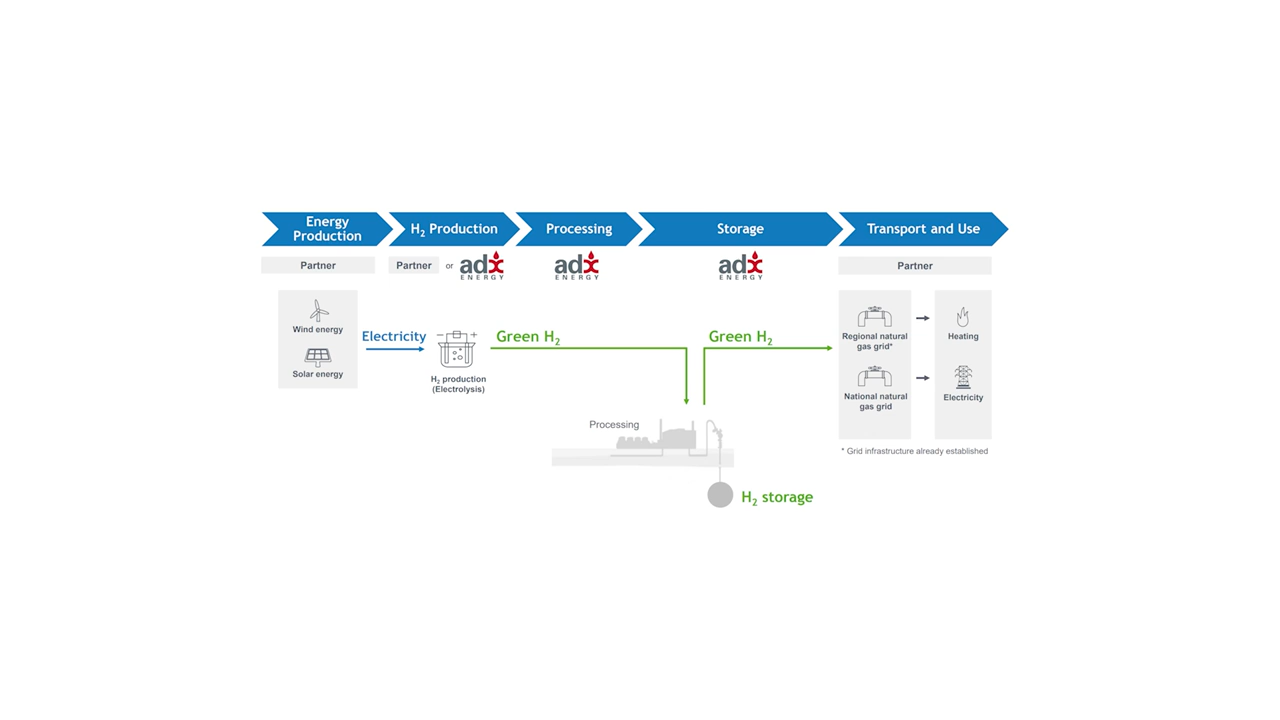 Energy
Production
H2 Production
Processing
Storage
Transport and Use
Partner
Partner or adx
ENERGY
adx
ENERGY
adx
ENERGY
Partner
Wind energy
Solar energy
Electricity
H2 production
(Electrolysis)
Green H2
Green H2
Processing
H2 storage
Regional natural
gas grid*
Heating
National natural
gas grid
Electricity
* Grid infrastructure already established